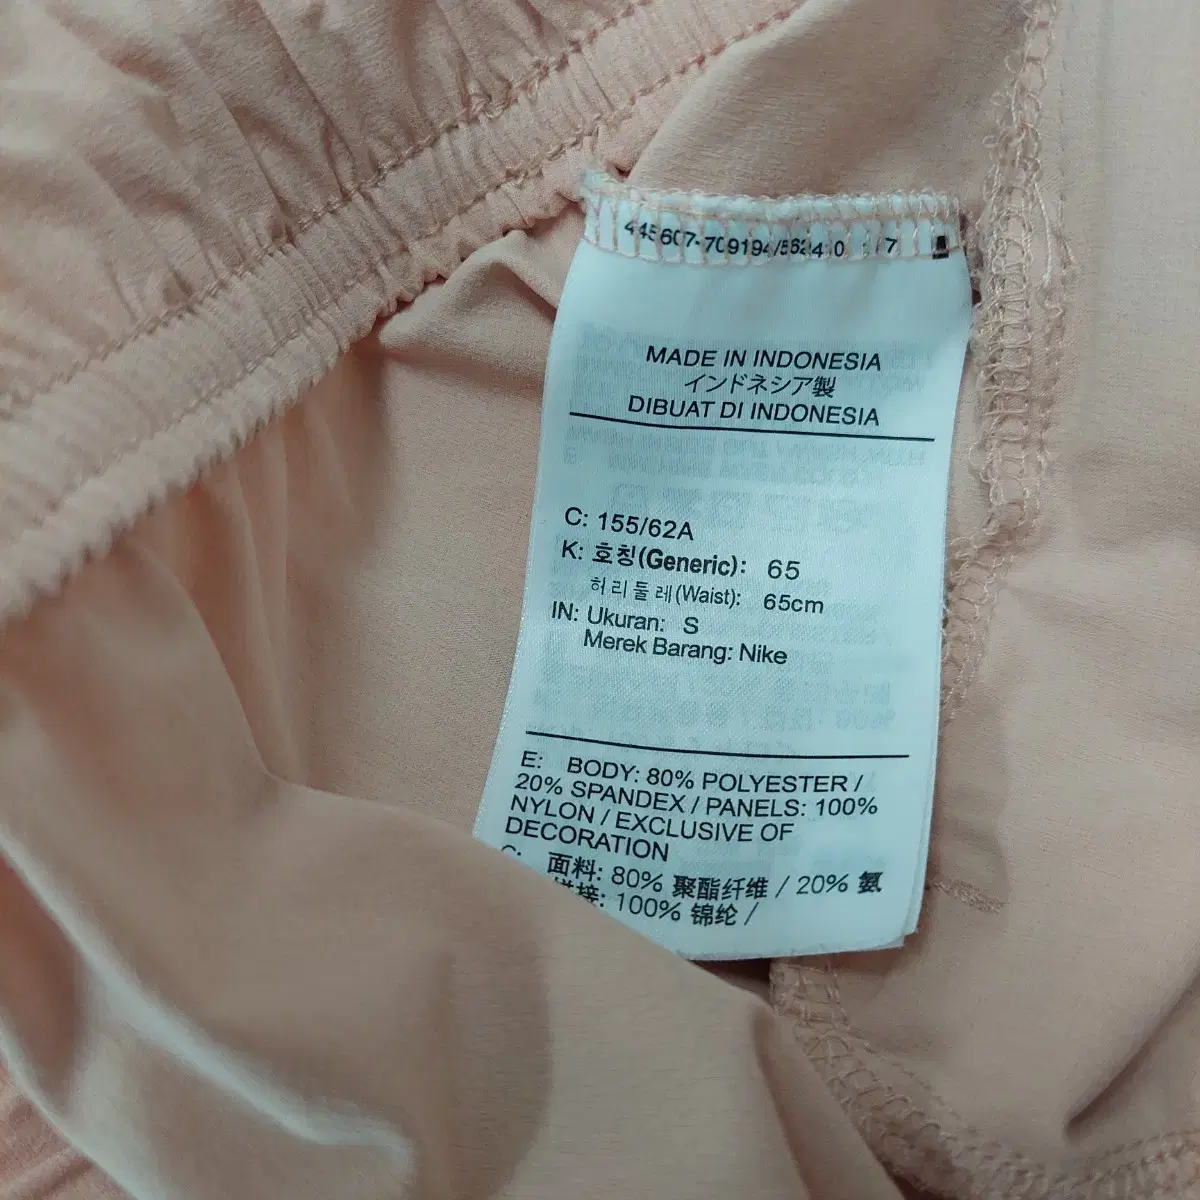 MADE IN INDONESIA
インドネシア製
DIBUAT DI INDONESIA
C: 155/62A
K: 호칭(Generic): 65
허리둘레(Waist): 65cm
IN: Ukuran: S
Merek Barang: Nike
E: BODY: 80% POLYESTER /
20% SPANDEX / PANELS: 100%
NYLON / EXCLUSIVE OF
DECORATION
面料: 80% 聚酯纤维 / 20% 氨
100% 锦纶 /